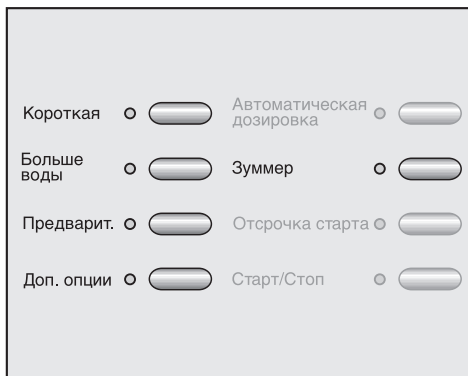 Короткая
Больше
воды
Предварит.
Доп. опции
Автоматическая
дозировка
Зуммер
Отсрочка старта
Старт/Стоп